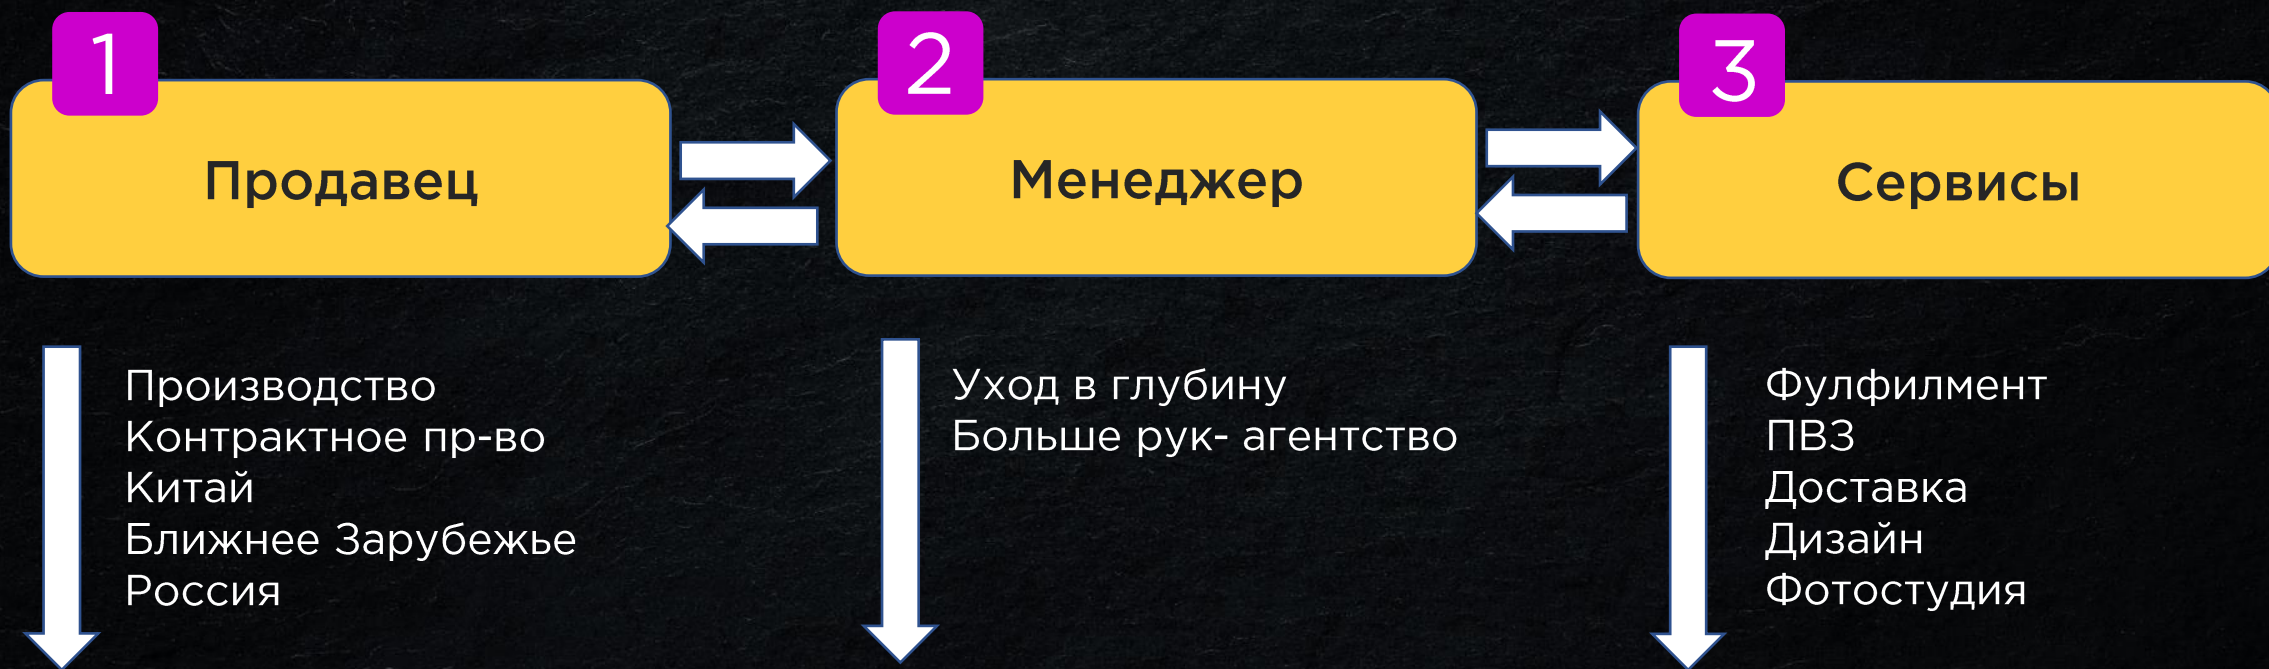 1
Продавец
2
Менеджер
3
Сервисы
Производство
Контрактное пр-во
Китай
Ближнее Зарубежье
Россия
Уход в глубину
Больше рук- агентство
Фулфилмент
ПВЗ
Доставка
Дизайн
Фотостудия